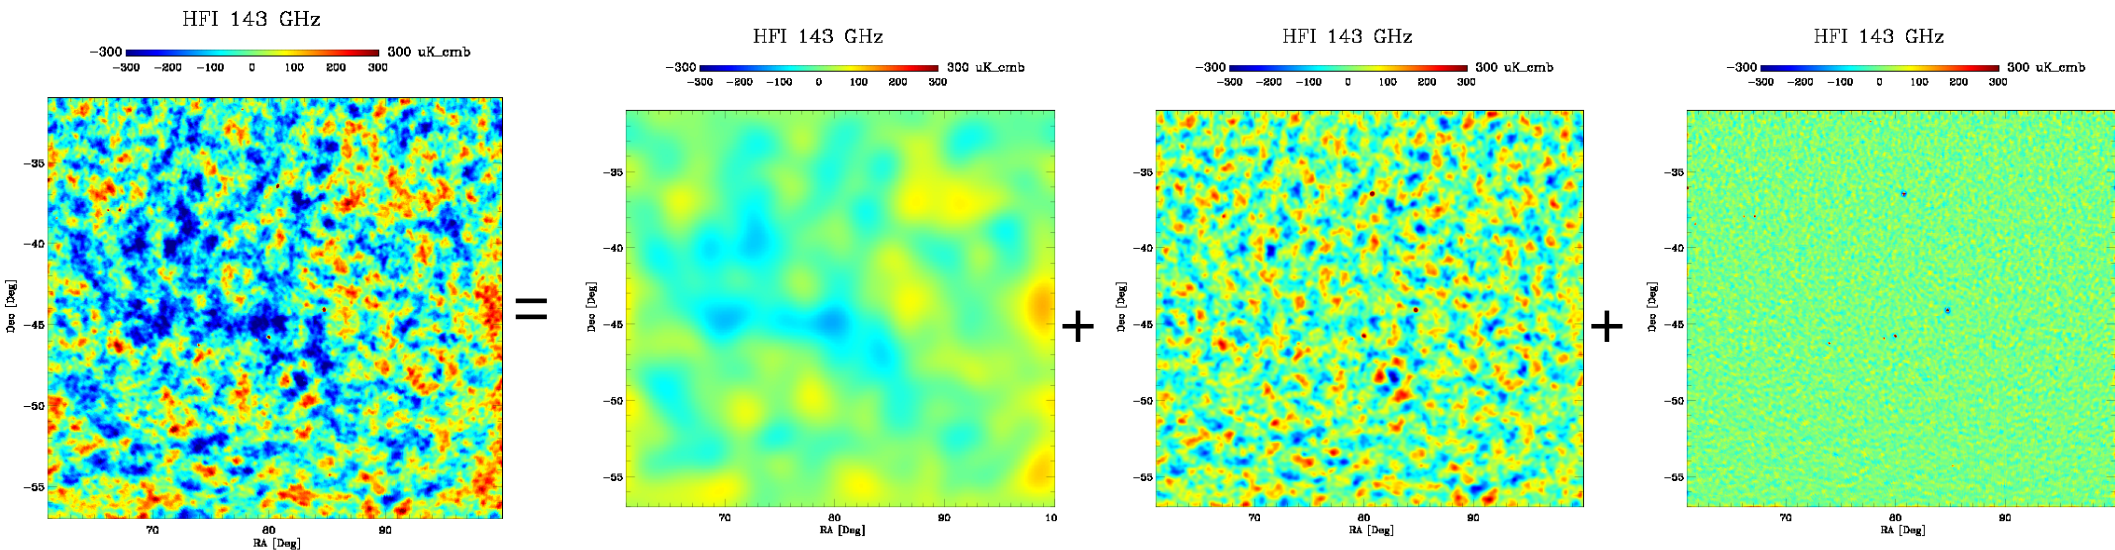 HFI 143 GHz
-300 300 uK_cmb
-300 -200 -100 0 100 200 300
Dec [Deg]
-35
-40
-45
-50
-55
70 80 90
RA [Deg]
=
HFI 143 GHz
-300 300 uK_cmb
-300 -200 -100 0 100 200 300
Dec [Deg]
-35
-40
-45
-50
-55
70 80 90 10
RA [Deg]
+
HFI 143 GHz
-300 300 uK_cmb
-300 -200 -100 0 100 200 300
Dec [Deg]
-35
-40
-45
-50
-55
70 80 90
RA [Deg]
+
HFI 143 GHz
-300 300 uK_cmb
-300 -200 -100 0 100 200 300
Dec [Deg]
-35
-40
-45
-50
-55
70 80 90
RA [Deg]